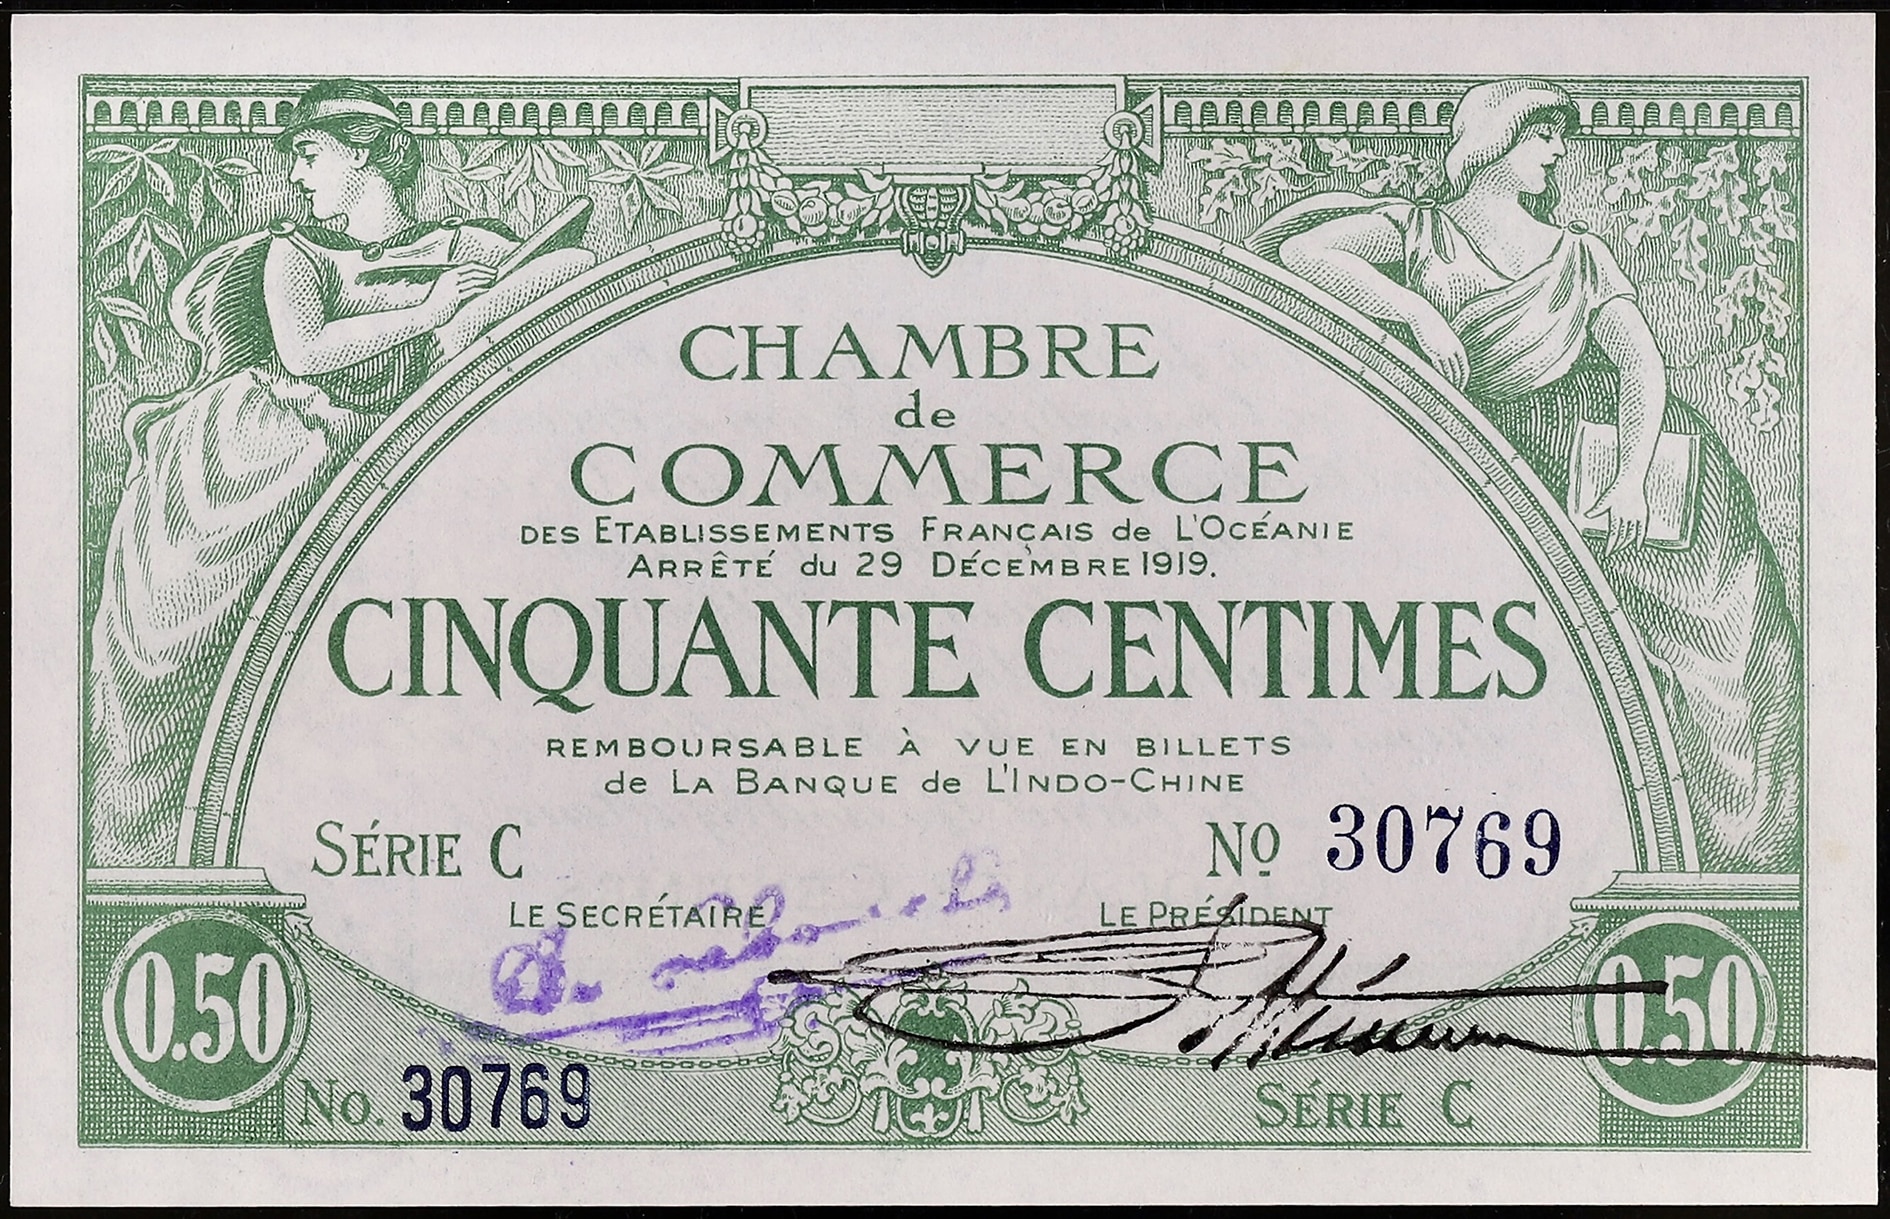 CHAMBRE
de
COMMERCE
DES ETABLISSEMENTS FRANÇAIS de L'OCÉANIE
ARRÊTÉ du 29 DÉCEMBRE 1919.
CINQUANTE CENTIMES
REMBOURSABLE À VUE EN BILLETS
de LA BANQUE de L'INDO-CHINE
SÉRIE C Nº 30769
LE SECRÉTAIRE LE PRÉSIDENT
0.50 0.50
No. 30769 SÉRIE C